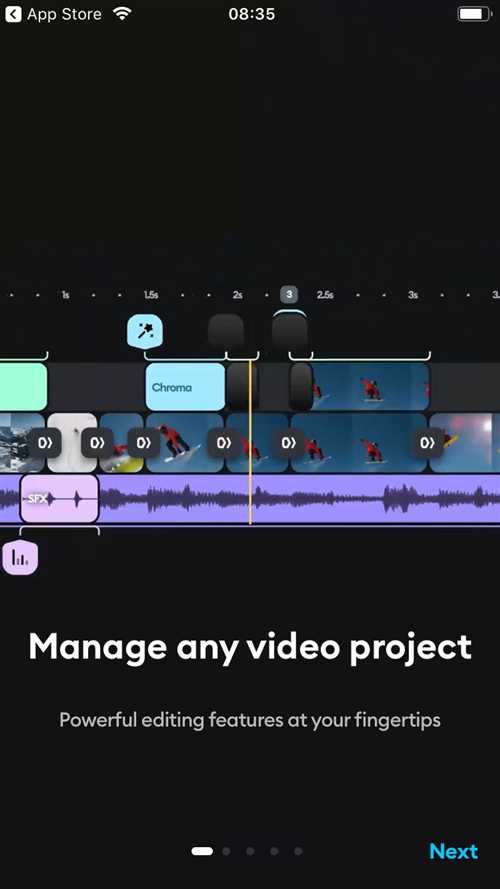 App Store
08:35
1s
1.5s
2s
3
2.5s
3s
Chroma
SFX
Manage any video project
Powerful editing features at your fingertips
Next